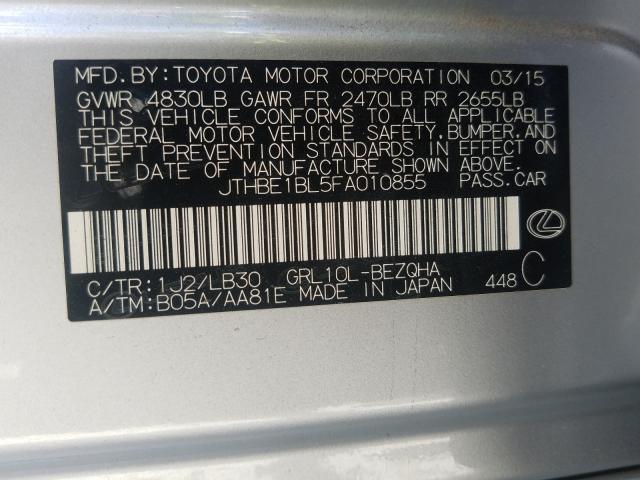 MFD. BY: TOYOTA MOTOR CORPORATION 03/15
GVWR 4830LB GAWR FR 2470LB RR 2655LB
THIS VEHICLE CONFORMS TO ALL APPLICABLE
FEDERAL MOTOR VEHICLE SAFETY, BUMPER, AND
THEFT PREVENTION STANDARDS IN EFFECT ON
THE DATE OF MANUFACTURE SHOWN ABOVE.
JTHBE1BL5FA010855 PASS. CAR
C/TR: 1J2/LB30 GRL10L-BEZQHA
A/TM: B05A/AA81E MADE IN JAPAN 448 C